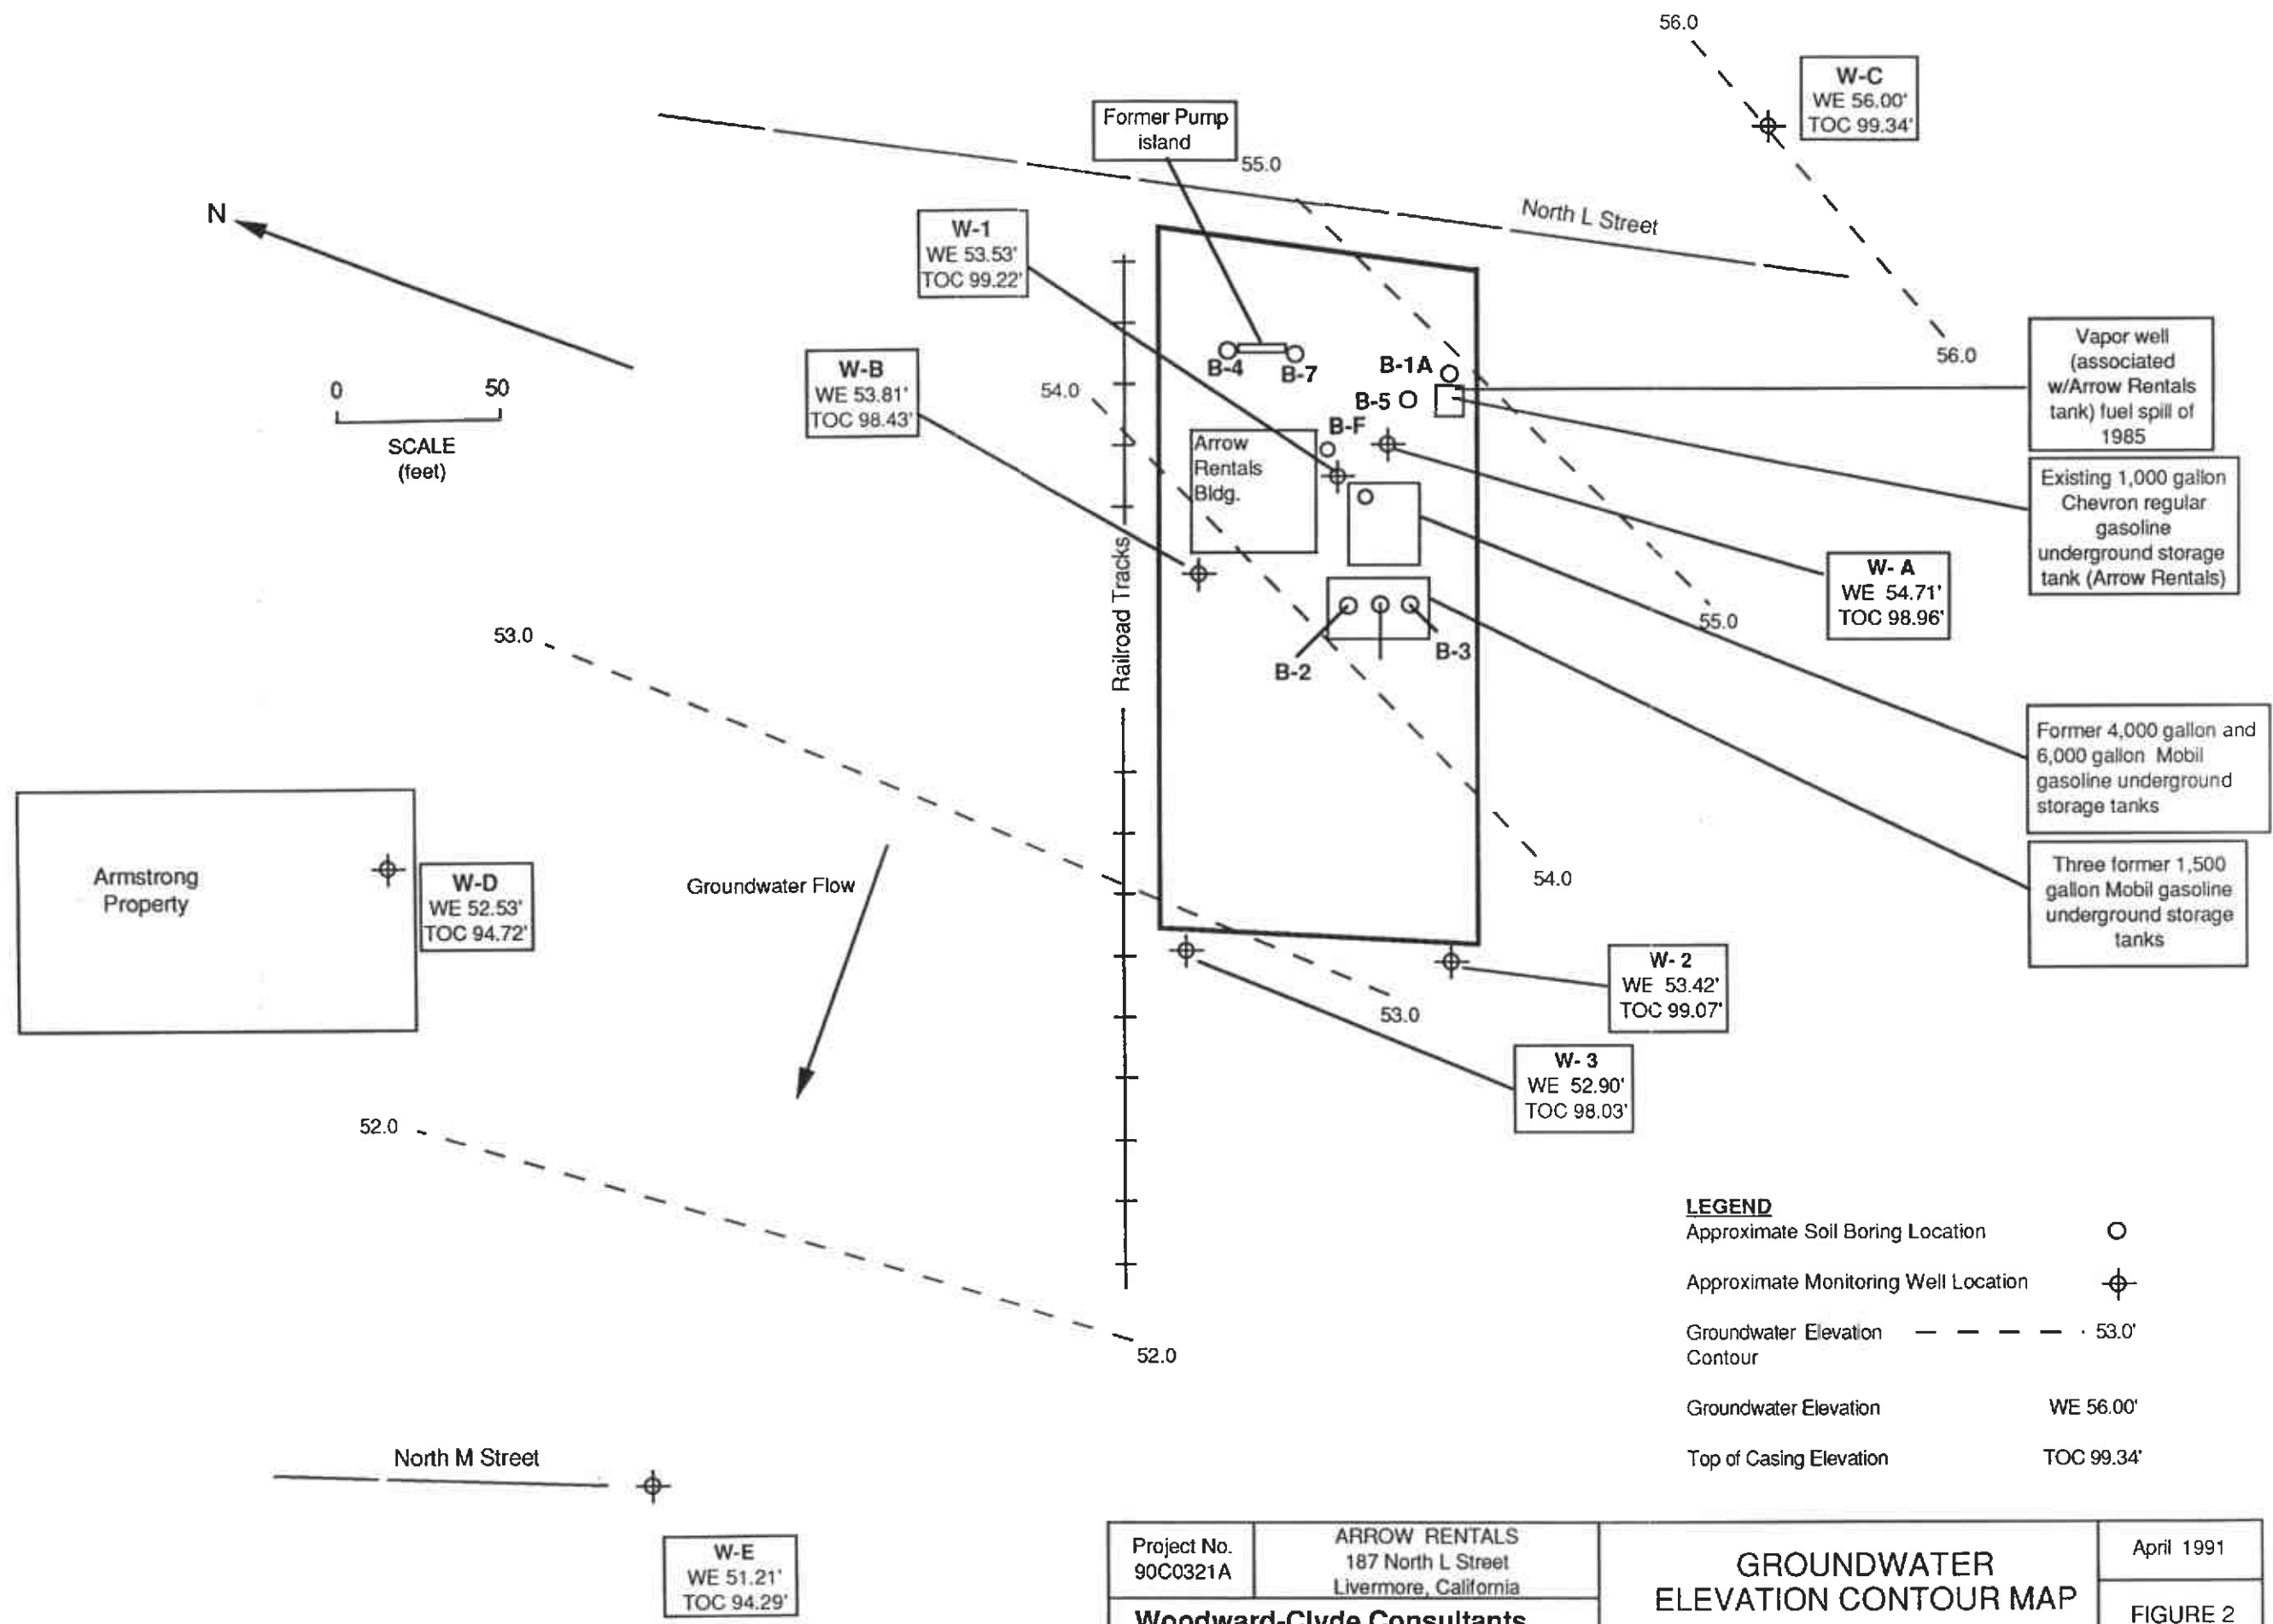 56.0
W-C
WE 56.00'
TOC 99.34'
Former Pump
island
55.0
North L Street
N
W-1
WE 53.53'
TOC 99.22'
Vapor well
(associated
w/Arrow Rentals
tank) fuel spill of
1985
56.0
W-B
WE 53.81'
TOC 98.43'
B-4
B-7
B-1A
B-5
54.0
0 50
SCALE
(feet)
B-F
Arrow
Rentals
Bldg.
Existing 1,000 gallon
Chevron regular
gasoline
underground storage
tank (Arrow Rentals)
W- A
WE 54.71'
TOC 98.96'
Railroad Tracks
55.0
53.0
B-2
B-3
Former 4,000 gallon and
6,000 gallon Mobil
gasoline underground
storage tanks
Armstrong
Property
W-D
WE 52.53'
TOC 94.72'
Groundwater Flow
54.0
Three former 1,500
gallon Mobil gasoline
underground storage
tanks
W- 2
WE 53.42'
TOC 99.07'
53.0
W- 3
WE 52.90'
TOC 98.03'
52.0
52.0
LEGEND
Approximate Soil Boring Location
Approximate Monitoring Well Location
Groundwater Elevation 53.0'
Contour
Groundwater Elevation WE 56.00'
Top of Casing Elevation TOC 99.34'
North M Street
W-E
WE 51.21'
TOC 94.29'
Project No.
90C0321A
ARROW RENTALS
187 North L Street
Livermore, California
Woodward-Clyde Consultants
GROUNDWATER
ELEVATION CONTOUR MAP
April 1991
FIGURE 2